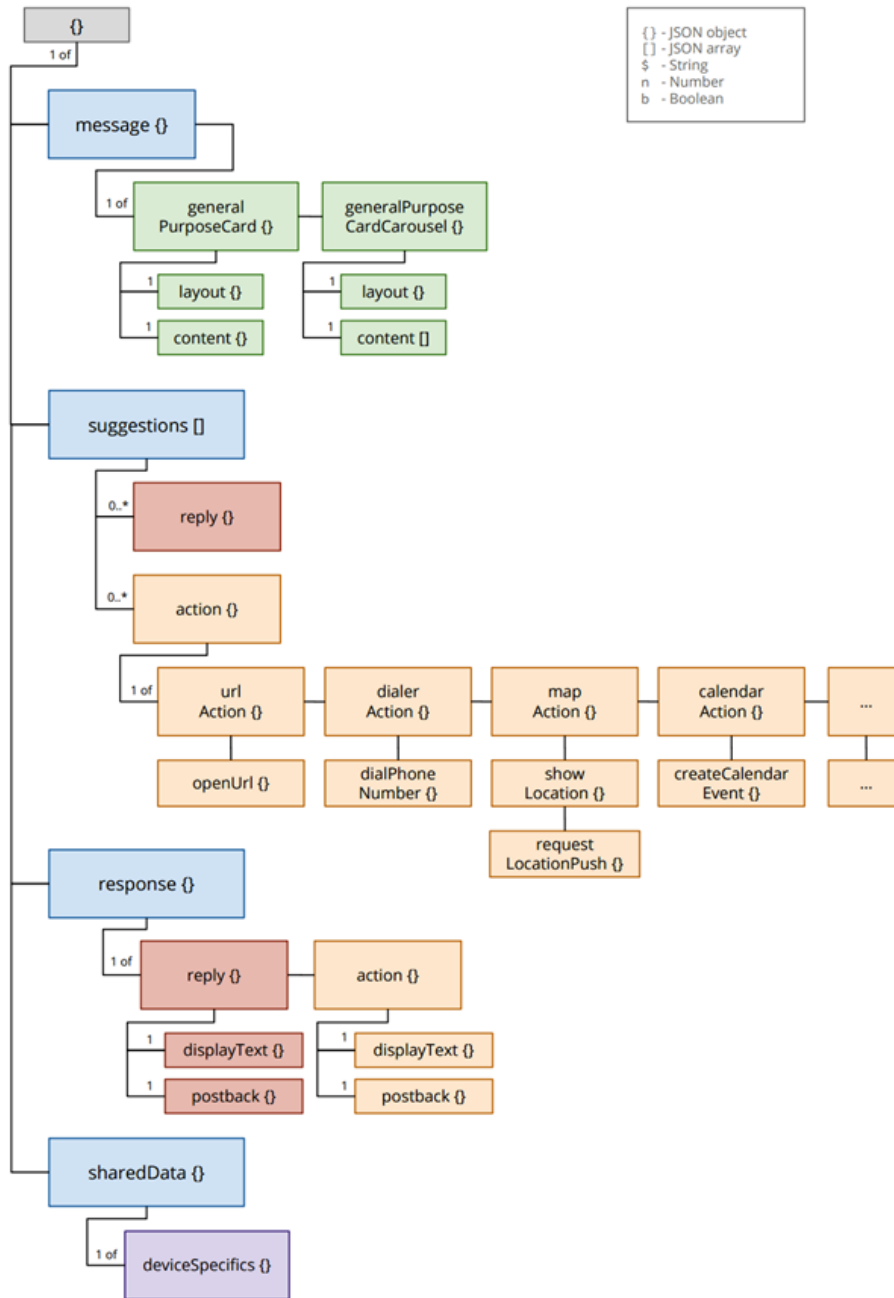 {}
{} - JSON object
[] - JSON array
$ - String
n - Number
b - Boolean
1 of
message {}
1 of
general
PurposeCard {}
generalPurpose
CardCarousel {}
1
layout {}
1
layout {}
1
content {}
1
content []
suggestions []
0..*
reply {}
0..*
action {}
1 of
url
Action {}
dialer
Action {}
map
Action {}
calendar
Action {}
...
openUrl {}
dialPhone
Number {}
show
Location {}
createCalendar
Event {}
...
request
LocationPush {}
response {}
1 of
reply {}
action {}
1
displayText {}
1
displayText {}
1
postback {}
1
postback {}
sharedData {}
1 of
deviceSpecifics {}